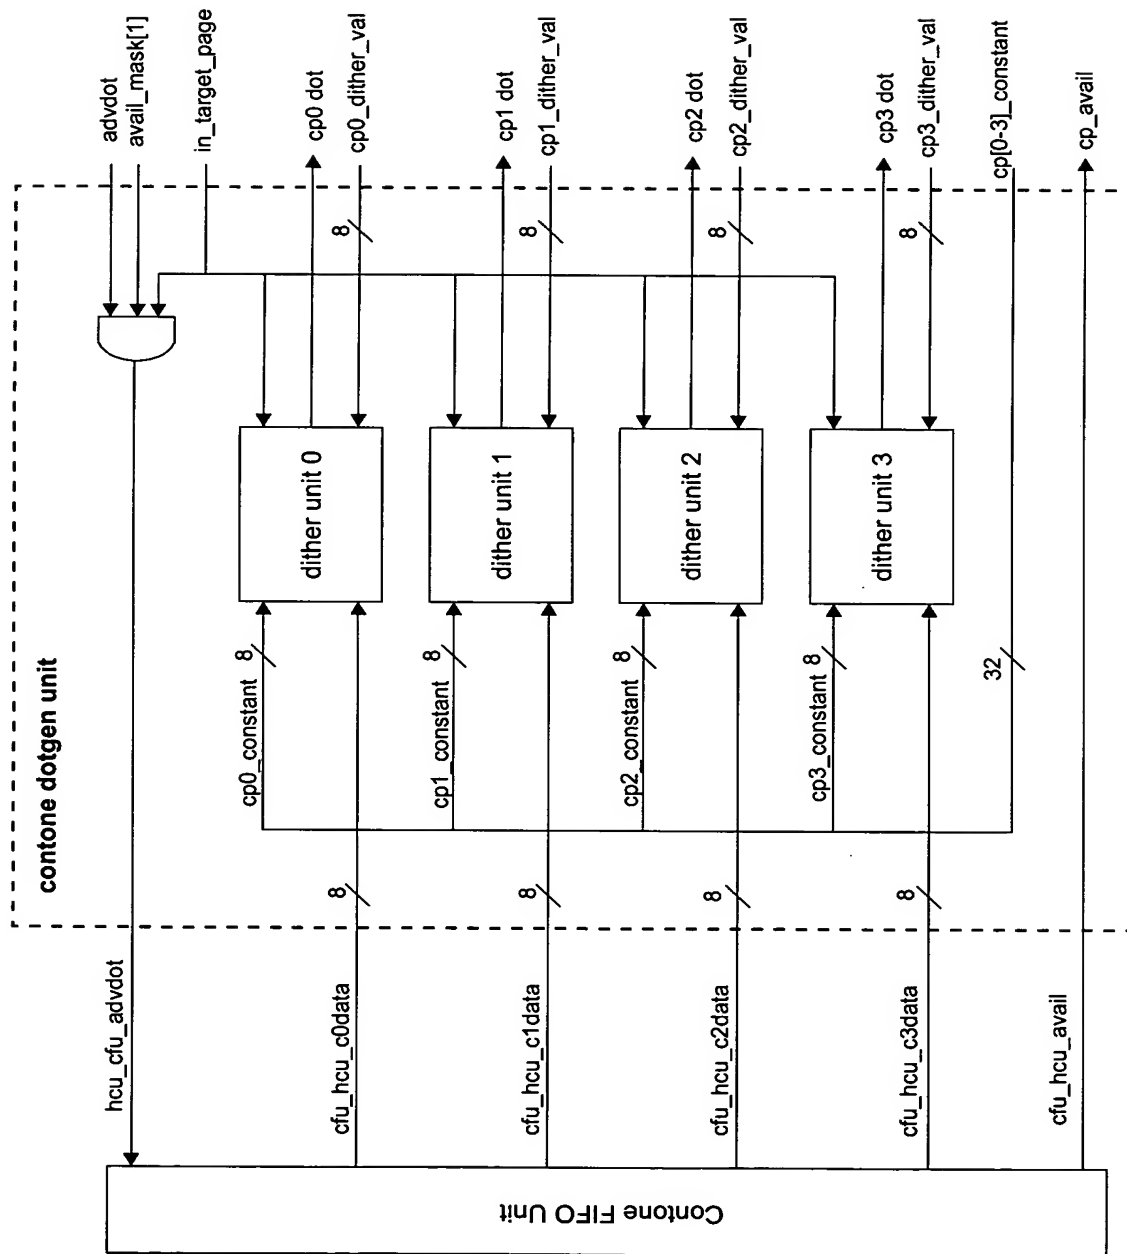 contone dotgen unit
advdot
avail_mask[1]
in_target_page
hcu_cfu_advdot
cp0 dot
cp0_dither_val
8
dither unit 0
8
cp0_constant
8
cfu_hcu_c0data
cp1 dot
cp1_dither_val
8
dither unit 1
8
cp1_constant
8
cfu_hcu_c1data
cp2 dot
cp2_dither_val
8
dither unit 2
8
cp2_constant
8
cfu_hcu_c2data
cp3 dot
cp3_dither_val
8
dither unit 3
8
cp3_constant
8
cfu_hcu_c3data
cp[0-3]_constant
32
cp_avail
cfu_hcu_avail
Contone FIFO Unit